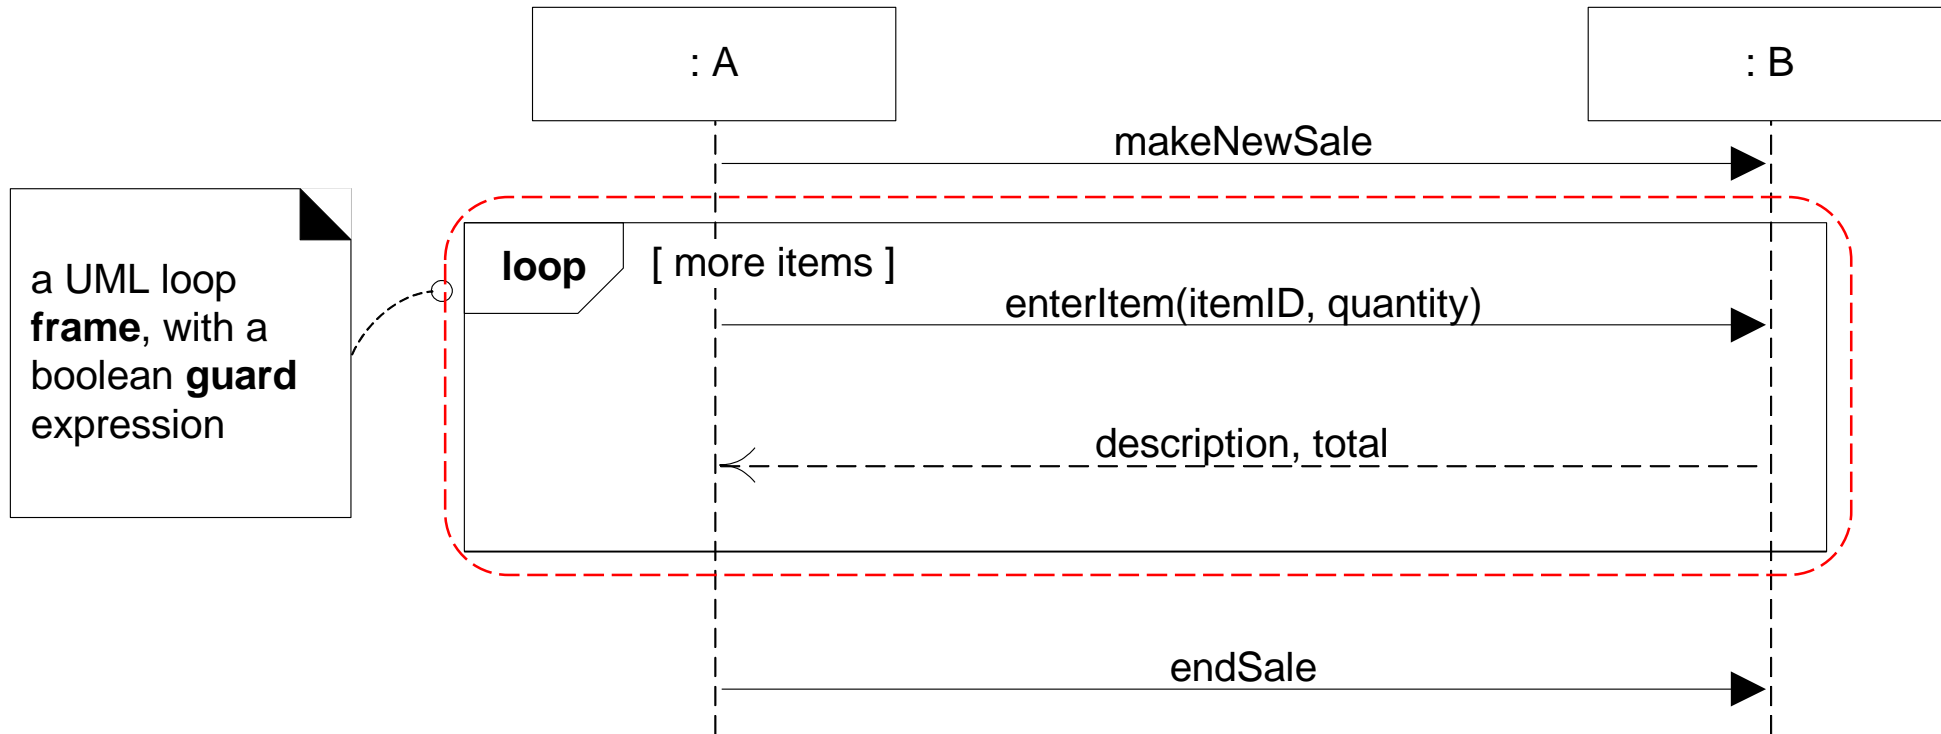 : A
: B
makeNewSale
a UML loop
frame, with a
boolean guard
expression
loop
[ more items ]
enterItem(itemID, quantity)
description, total
endSale